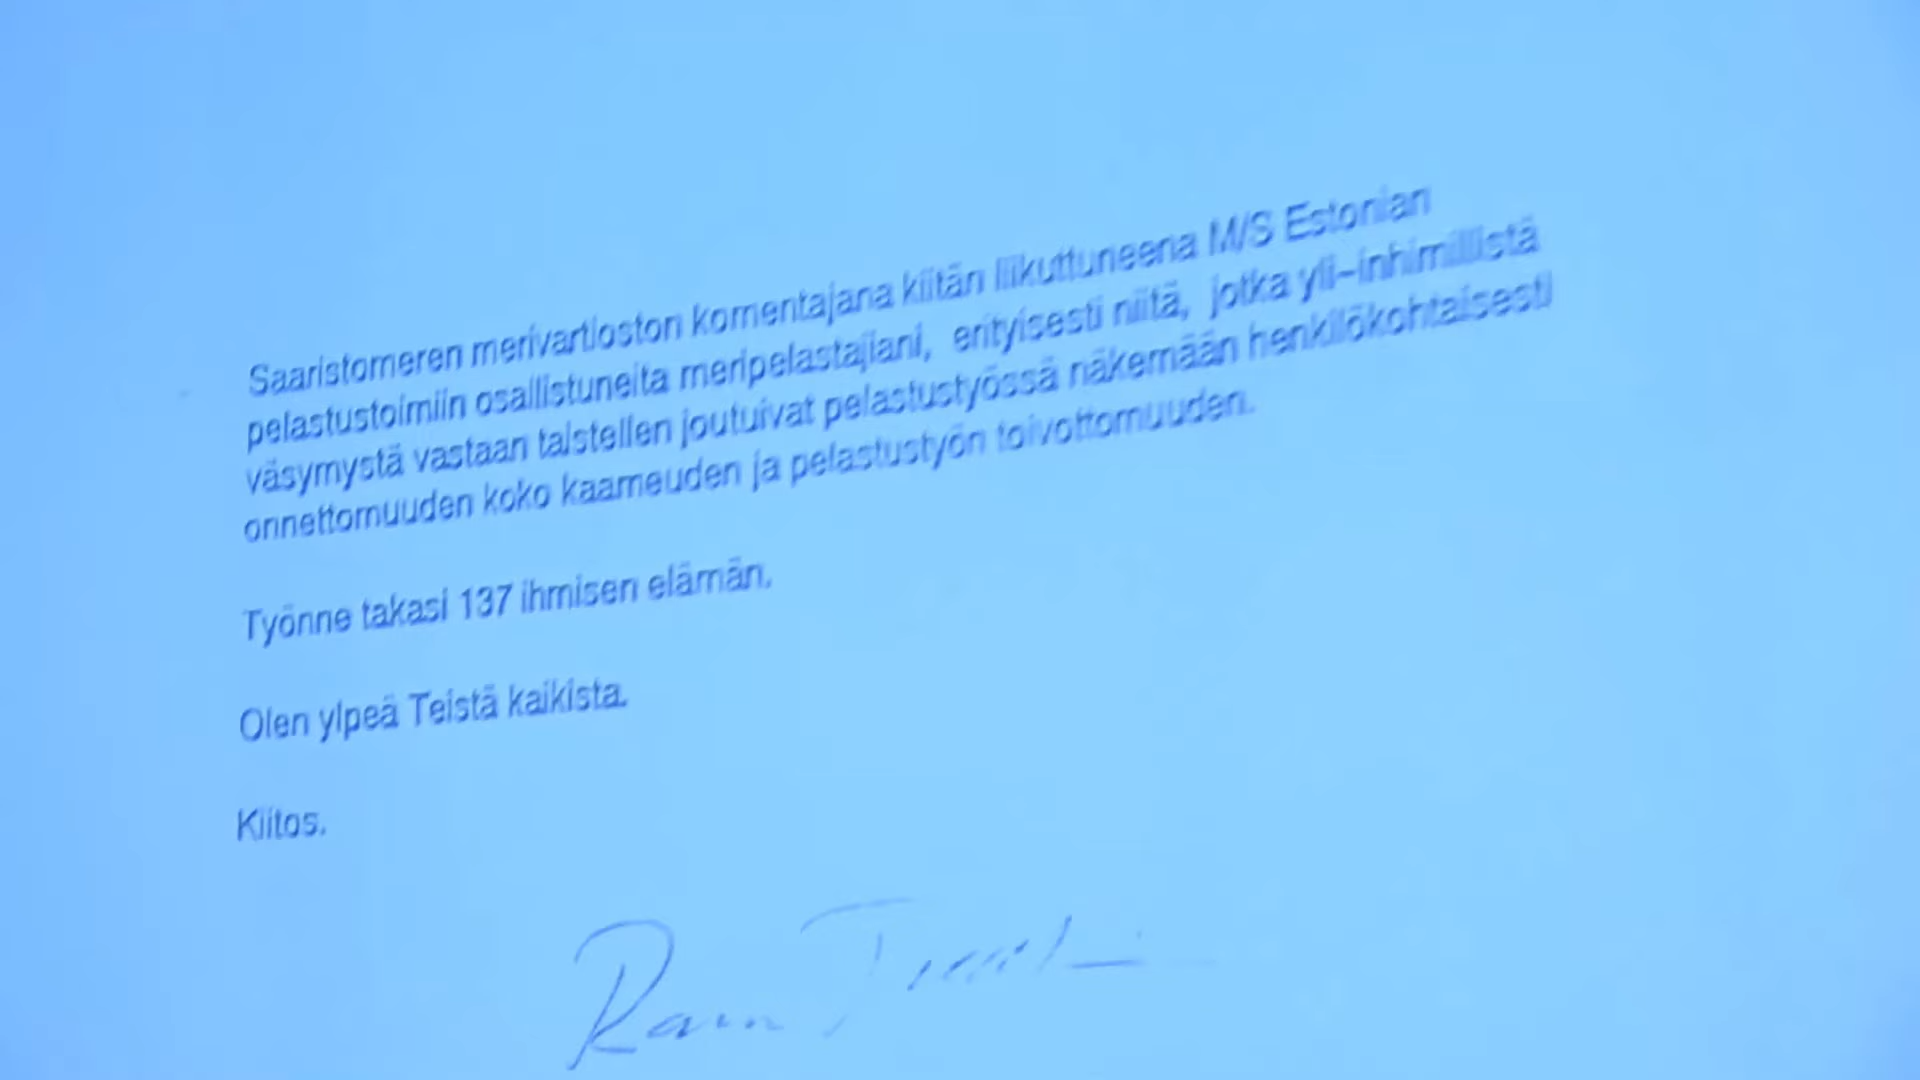 Saaristomeren merivartioston komentajana kiitän liikuttuneena M/S Estonian
pelastustoimiin osallistuneita meripelastajiani, erityisesti niitä, jotka yli-inhimillistä
väsymystä vastaan taistellen joutuivat pelastustyössä näkemään henkilökohtaisesti
onnettomuuden koko kaameuden ja pelastustyön toivottomuuden.
Työnne takasi 137 ihmisen elämän.
Olen ylpeä Teistä kaikista.
Kiitos.